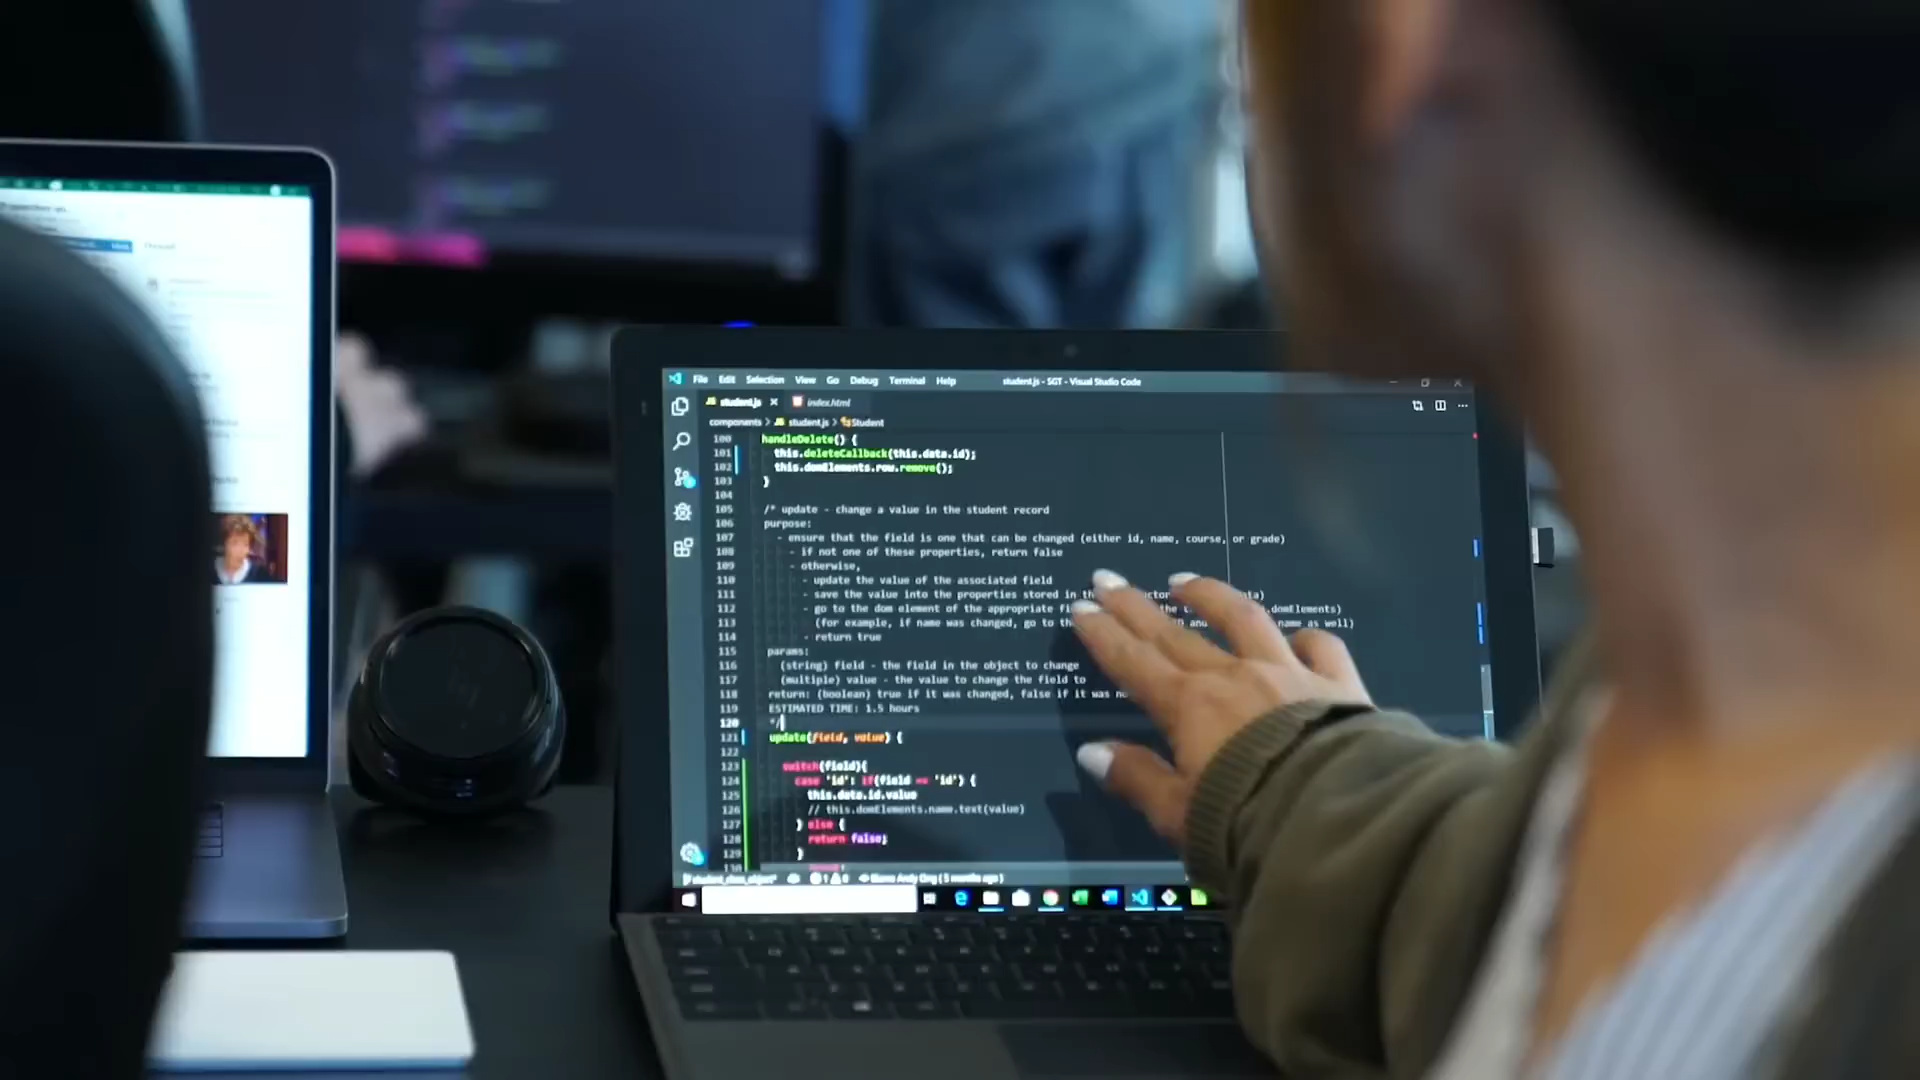 File Edit Selection View Go Debug Terminal Help student.js - SGT - Visual Studio Code
student.js index.html
components > student.js > Student
100 handleDelete() {
101 this.deleteCallback(this.data.id);
102 this.domElements.row.remove();
103 }
104
105 /* update - change a value in the student record
106 purpose:
107 - ensure that the field is one that can be changed (either id, name, course, or grade)
108 - if not one of these properties, return false
109 - otherwise,
110 - update the value of the associated field
111 - save the value into the properties stored in
112 - go to the dom element of the appropriate the .domElements)
113 (for example, if name was changed, go to name as well)
114 - return true
115 params:
116 (string) field - the field in the object to change
117 (multiple) value - the value to change the field to
118 return: (boolean) true if it was changed, false if it was
119 ESTIMATED TIME: 1.5 hours
120 */
121 update(field, value) {
122
123 switch(field){
124 case 'id': if(field == 'id') {
125 this.data.id.value
126 // this.domElements.name.text(value)
127 } else {
128 return false;
129 }
130